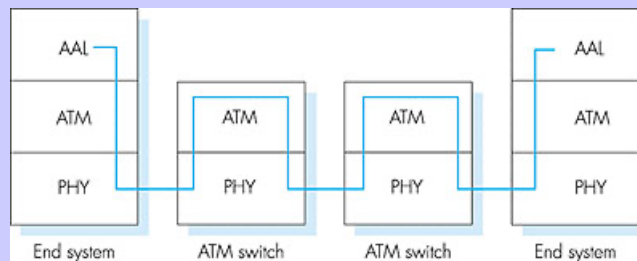 AAL AAL
ATM ATM ATM ATM
PHY PHY PHY PHY
End system ATM switch ATM switch End system